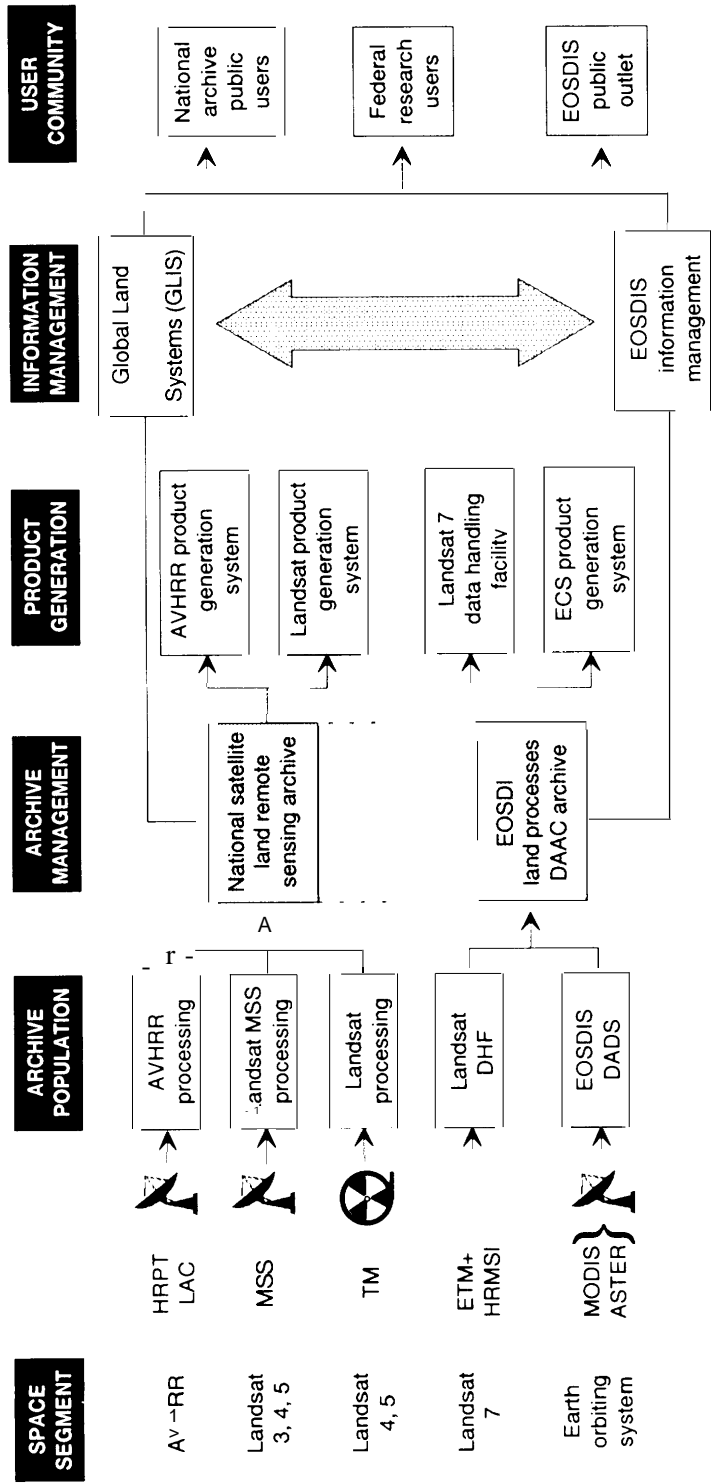 SPACE
SEGMENT
ARCHIVE
POPULATION
ARCHIVE
MANAGEMENT
PRODUCT
GENERATION
INFORMATION
MANAGEMENT
USER
COMMUNITY
HRPT
LAC
AVHRR
processing
Landsat
3, 4, 5
MSS
Landsat MSS
processing
Landsat
4, 5
TM
Landsat
processing
Landsat
7
ETM+
HRMSI
Landsat
DHF
Earth
orbiting
system
MODIS
ASTER
EOSDIS
DADS
r
A
National satellite
land remote
sensing archive
EOSDI
land processes
DAAC archive
AVHRR product
generation
system
Landsat product
generation
system
Landsat 7
data handling
facility
ECS product
generation
system
Global Land
Systems (GLIS)
EOSDIS
information
management
National
archive
public
users
Federal
research
users
EOSDIS
public
outlet